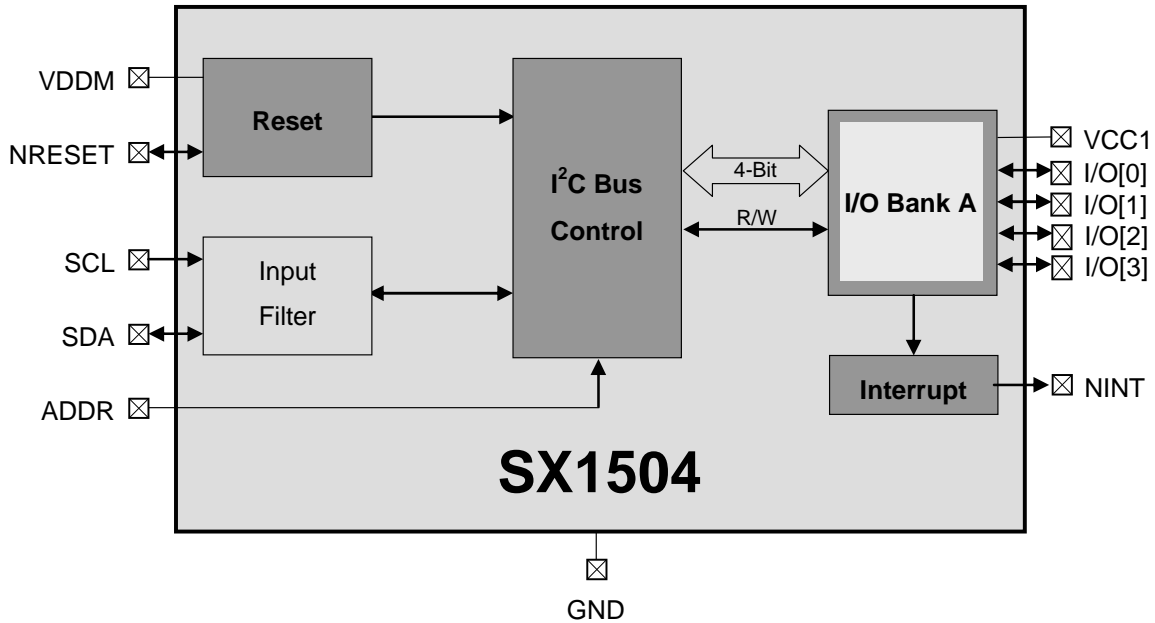 VDDM
NRESET
SCL
SDA
ADDR
Reset
Input
Filter
I²C Bus
Control
4-Bit
R/W
I/O Bank A
Interrupt
VCC1
I/O[0]
I/O[1]
I/O[2]
I/O[3]
NINT
SX1504
GND